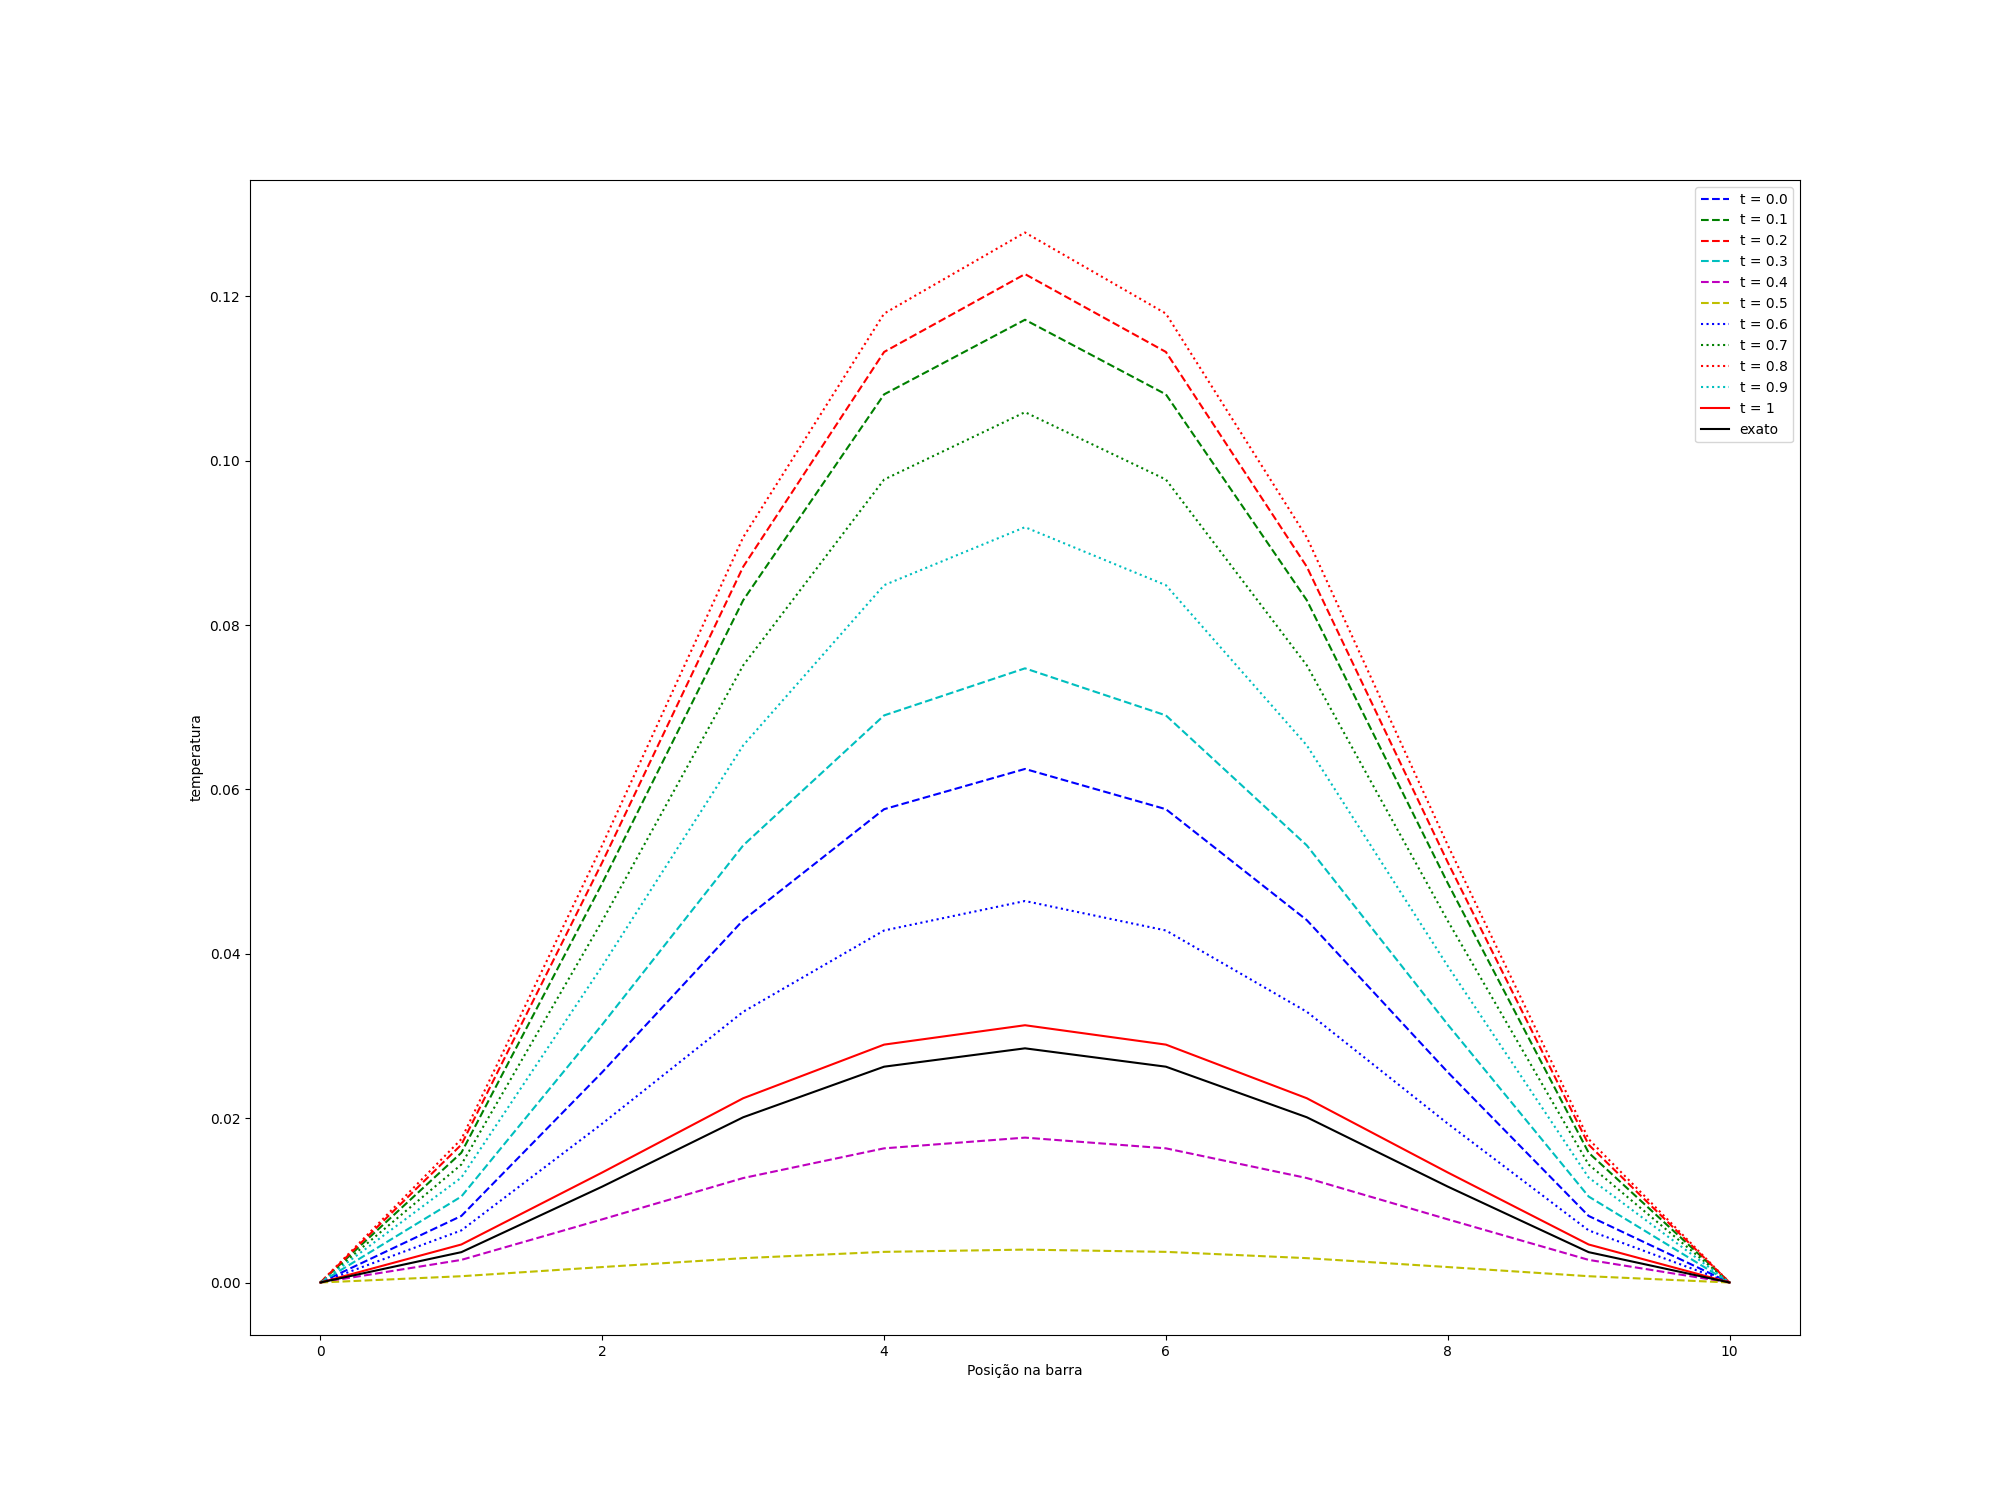 t = 0.0
t = 0.1
t = 0.2
t = 0.3
t = 0.4
t = 0.5
t = 0.6
t = 0.7
t = 0.8
t = 0.9
t = 1
exato
0.12
0.10
0.08
0.06
0.04
0.02
0.00
temperatura
0 2 4 6 8 10
Posição na barra